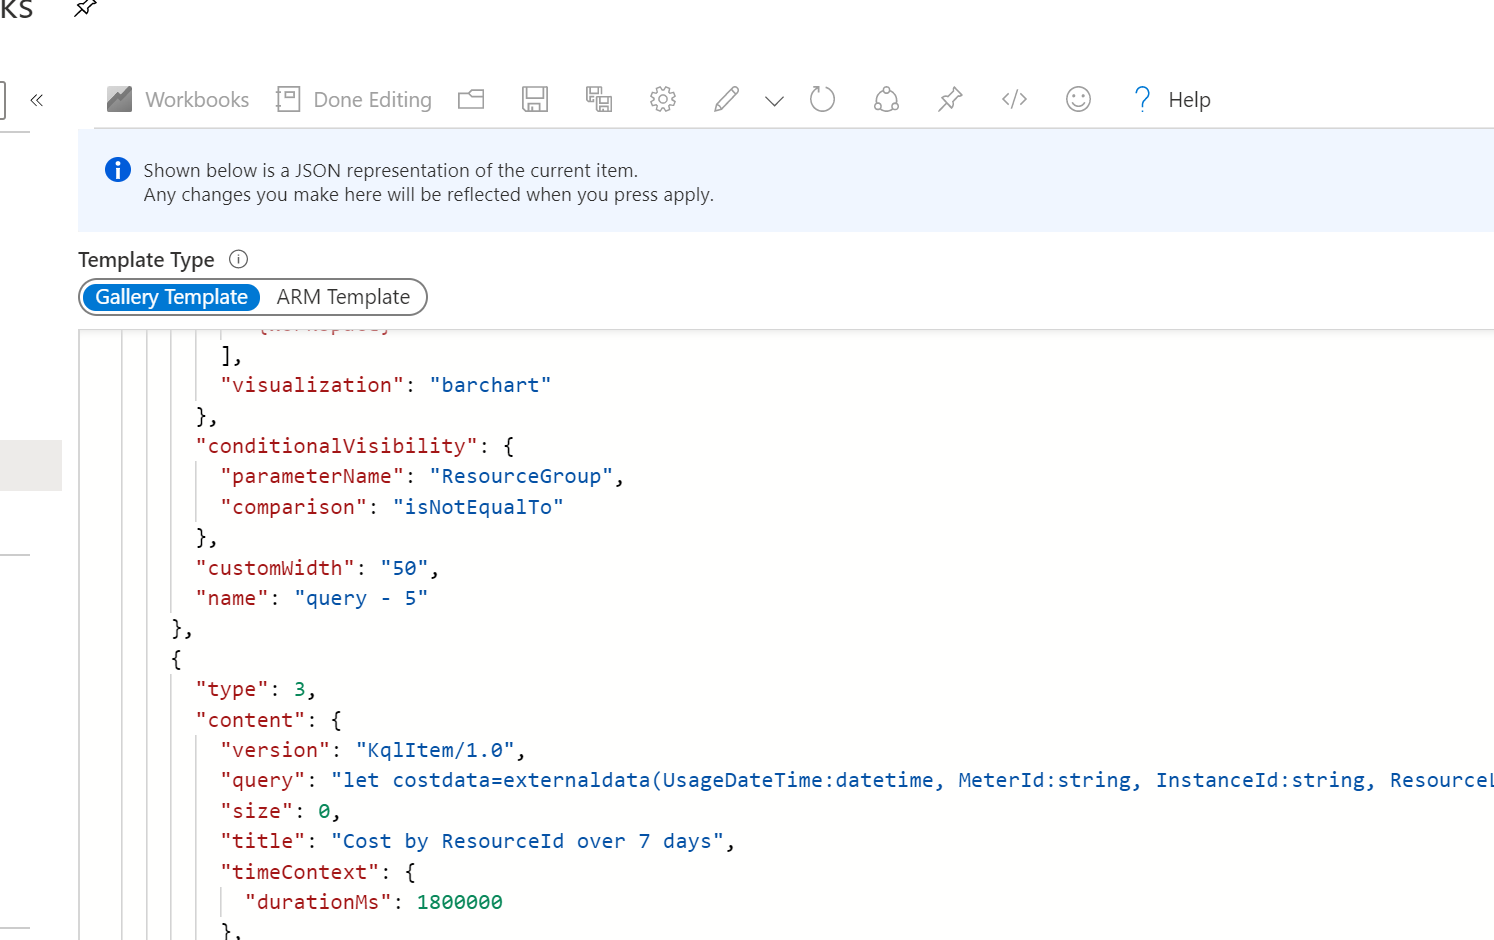 Workbooks Done Editing Help
Shown below is a JSON representation of the current item.
Any changes you make here will be reflected when you press apply.
Template Type
Gallery Template ARM Template
],
"visualization": "barchart"
},
"conditionalVisibility": {
"parameterName": "ResourceGroup",
"comparison": "isNotEqualTo"
},
"customWidth": "50",
"name": "query - 5"
},
{
"type": 3,
"content": {
"version": "KqlItem/1.0",
"query": "let costdata=externaldata(UsageDateTime:datetime, MeterId:string, InstanceId:string, ResourceL
"size": 0,
"title": "Cost by ResourceId over 7 days",
"timeContext": {
"durationMs": 1800000
},